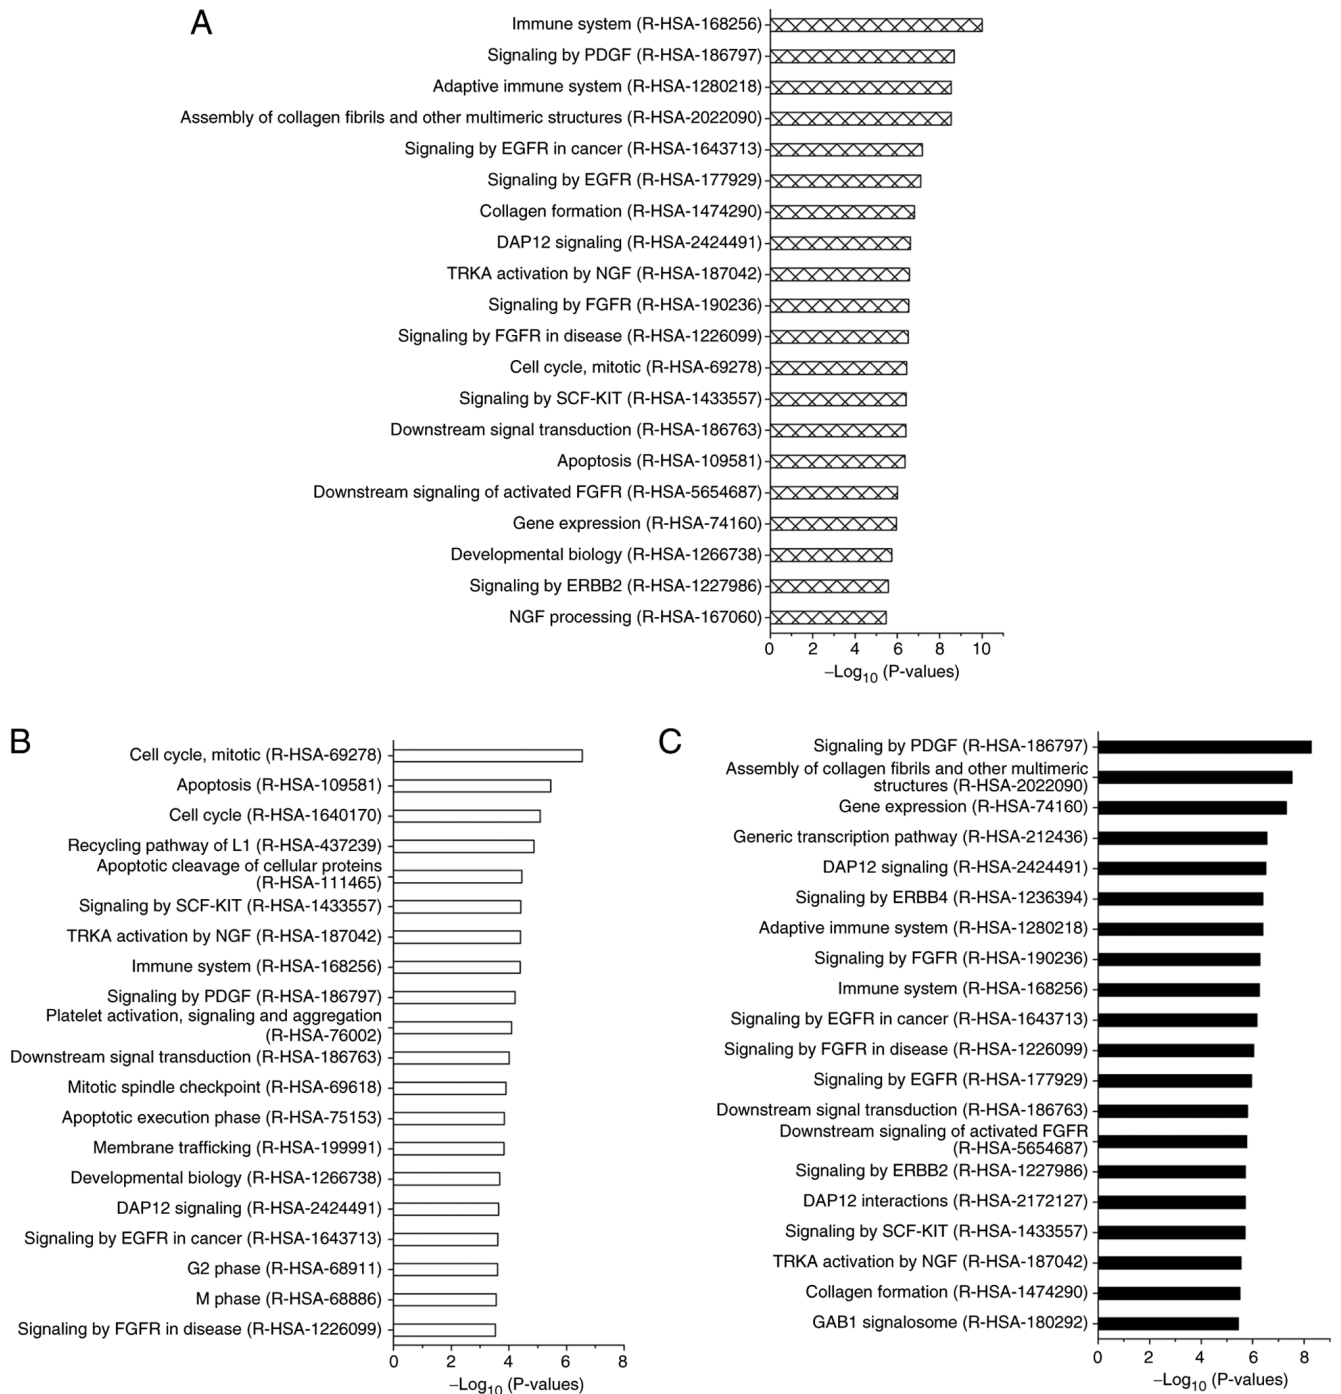 A
Immune system (R-HSA-168256)
Signaling by PDGF (R-HSA-186797)
Adaptive immune system (R-HSA-1280218)
Assembly of collagen fibrils and other multimeric structures (R-HSA-2022090)
Signaling by EGFR in cancer (R-HSA-1643713)
Signaling by EGFR (R-HSA-177929)
Collagen formation (R-HSA-1474290)
DAP12 signaling (R-HSA-2424491)
TRKA activation by NGF (R-HSA-187042)
Signaling by FGFR (R-HSA-190236)
Signaling by FGFR in disease (R-HSA-1226099)
Cell cycle, mitotic (R-HSA-69278)
Signaling by SCF-KIT (R-HSA-1433557)
Downstream signal transduction (R-HSA-186763)
Apoptosis (R-HSA-109581)
Downstream signaling of activated FGFR (R-HSA-5654687)
Gene expression (R-HSA-74160)
Developmental biology (R-HSA-1266738)
Signaling by ERBB2 (R-HSA-1227986)
NGF processing (R-HSA-167060)
0 2 4 6 8 10
−Log10 (P-values)
B
Cell cycle, mitotic (R-HSA-69278)
Apoptosis (R-HSA-109581)
Cell cycle (R-HSA-1640170)
Recycling pathway of L1 (R-HSA-437239)
Apoptotic cleavage of cellular proteins
(R-HSA-111465)
Signaling by SCF-KIT (R-HSA-1433557)
TRKA activation by NGF (R-HSA-187042)
Immune system (R-HSA-168256)
Signaling by PDGF (R-HSA-186797)
Platelet activation, signaling and aggregation
(R-HSA-76002)
Downstream signal transduction (R-HSA-186763)
Mitotic spindle checkpoint (R-HSA-69618)
Apoptotic execution phase (R-HSA-75153)
Membrane trafficking (R-HSA-199991)
Developmental biology (R-HSA-1266738)
DAP12 signaling (R-HSA-2424491)
Signaling by EGFR in cancer (R-HSA-1643713)
G2 phase (R-HSA-68911)
M phase (R-HSA-68886)
Signaling by FGFR in disease (R-HSA-1226099)
0 2 4 6 8
−Log10 (P-values)
C
Signaling by PDGF (R-HSA-186797)
Assembly of collagen fibrils and other multimeric
structures (R-HSA-2022090)
Gene expression (R-HSA-74160)
Generic transcription pathway (R-HSA-212436)
DAP12 signaling (R-HSA-2424491)
Signaling by ERBB4 (R-HSA-1236394)
Adaptive immune system (R-HSA-1280218)
Signaling by FGFR (R-HSA-190236)
Immune system (R-HSA-168256)
Signaling by EGFR in cancer (R-HSA-1643713)
Signaling by FGFR in disease (R-HSA-1226099)
Signaling by EGFR (R-HSA-177929)
Downstream signal transduction (R-HSA-186763)
Downstream signaling of activated FGFR
(R-HSA-5654687)
Signaling by ERBB2 (R-HSA-1227986)
DAP12 interactions (R-HSA-2172127)
Signaling by SCF-KIT (R-HSA-1433557)
TRKA activation by NGF (R-HSA-187042)
Collagen formation (R-HSA-1474290)
GAB1 signalosome (R-HSA-180292)
0 2 4 6 8
−Log10 (P-values)